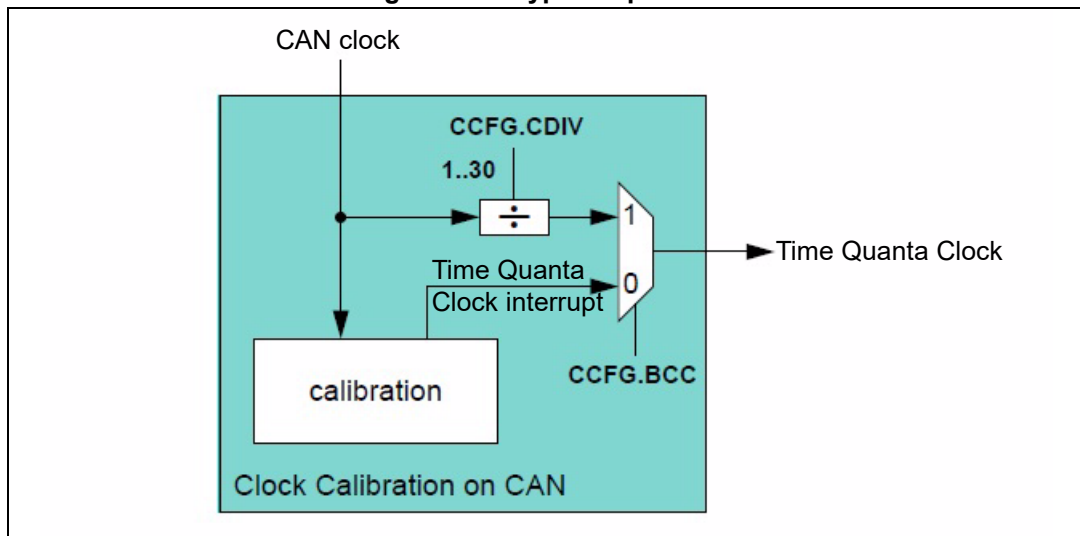 CAN clock
CCFG.CDIV
1..30
÷
1
Time Quanta Clock
Time Quanta
0
Clock interrupt
CCFG.BCC
calibration
Clock Calibration on CAN